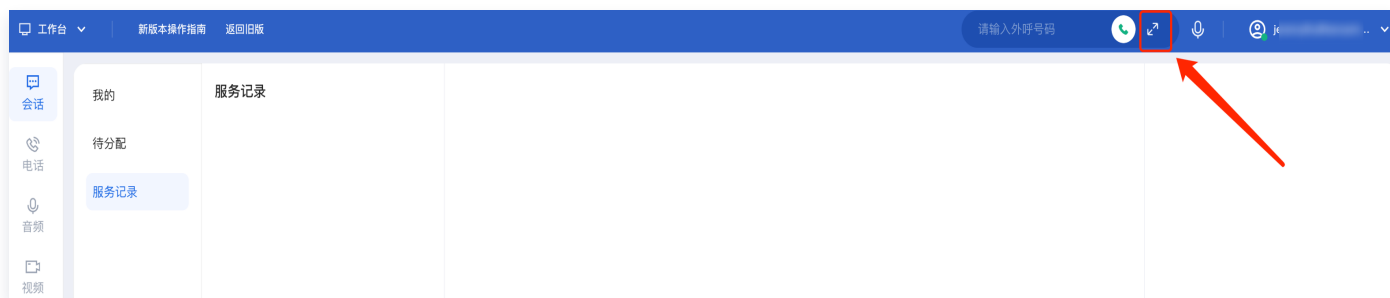 工作台 新版本操作指南 返回旧版 请输入外呼号码
会话 我的 服务记录
待分配
电话
服务记录
音频
视频